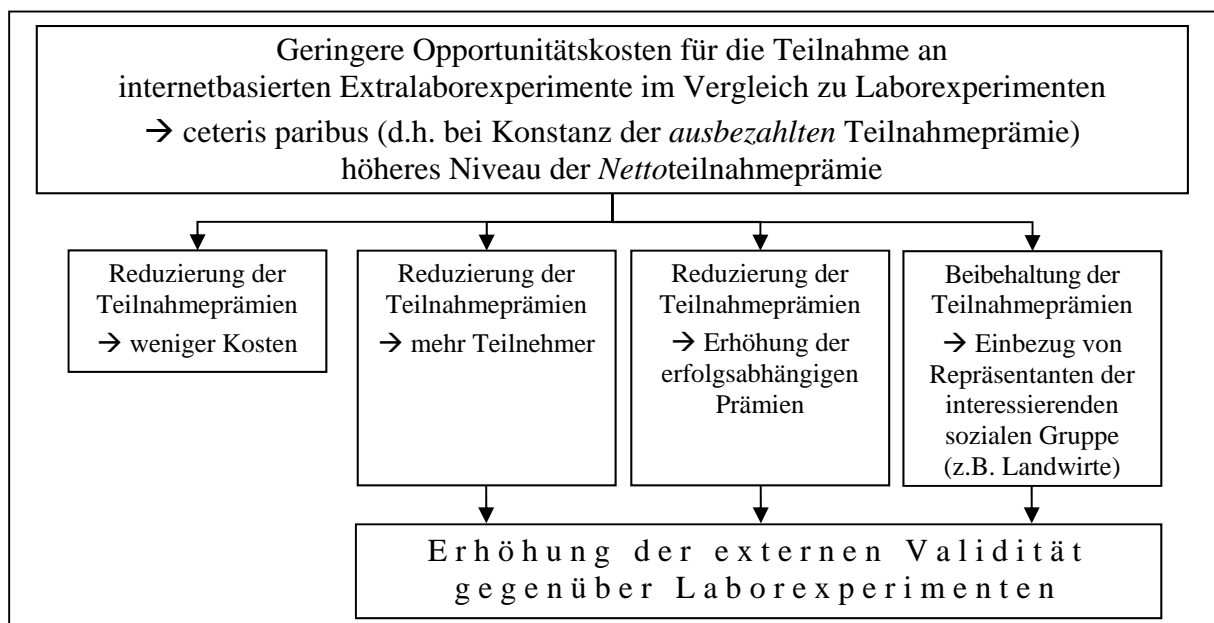 Geringere Opportunitätskosten für die Teilnahme an
internetbasierten Extralaborexperimente im Vergleich zu Laborexperimenten
→ ceteris paribus (d.h. bei Konstanz der ausbezahlten Teilnahmeprämie)
höheres Niveau der Nettoteilnahmeprämie
Reduzierung der
Teilnahmeprämien
→ weniger Kosten
Reduzierung der
Teilnahmeprämien
→ mehr Teilnehmer
Reduzierung der
Teilnahmeprämien
→ Erhöhung der
erfolgsabhängigen
Prämien
Beibehaltung der
Teilnahmeprämien
→ Einbezug von
Repräsentanten der
interessierenden
sozialen Gruppe
(z.B. Landwirte)
Erhöhung der externen Validität
gegenüber Laborexperimenten